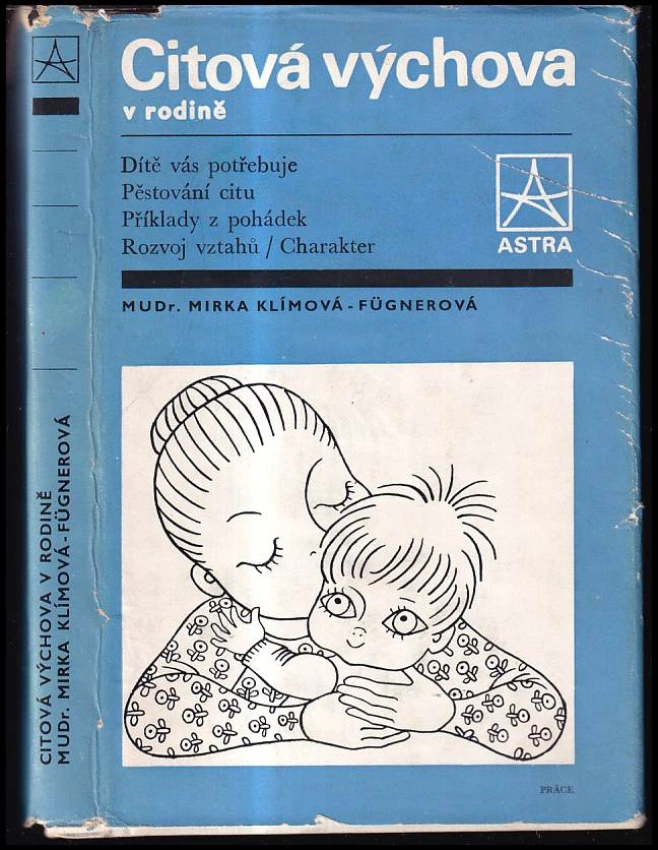 Citová výchova
v rodině
Dítě vás potřebuje
Pěstování citu
Příklady z pohádek
Rozvoj vztahů / Charakter
ASTRA
MUDr. MIRKA KLÍMOVÁ-FÜGNEROVÁ
PRÁCE
CITOVÁ VÝCHOVA V RODINĚ
MUDr. MIRKA KLÍMOVÁ-FÜGNEROVÁ